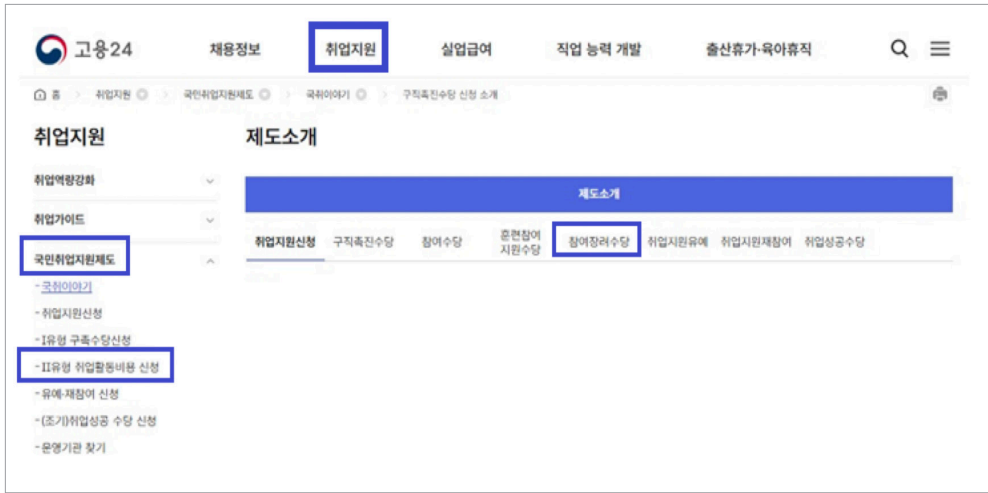 고용24 채용정보 취업지원 실업급여 직업 능력 개발 출산휴가·육아휴직
홈 취업지원 국민취업지원제도 국취이야기 구직촉진수당 신청 소개
취업지원
제도소개
취업역량강화
제도소개
취업가이드
취업지원신청 구직촉진수당 참여수당 훈련참여지원수당 참여장려수당 취업지원유예 취업지원재참여 취업성공수당
국민취업지원제도
- 국취이야기
- 취업지원신청
- I유형 구촉수당신청
- II유형 취업활동비용 신청
- 유예·재참여 신청
- (조기)취업성공 수당 신청
- 운영기관 찾기